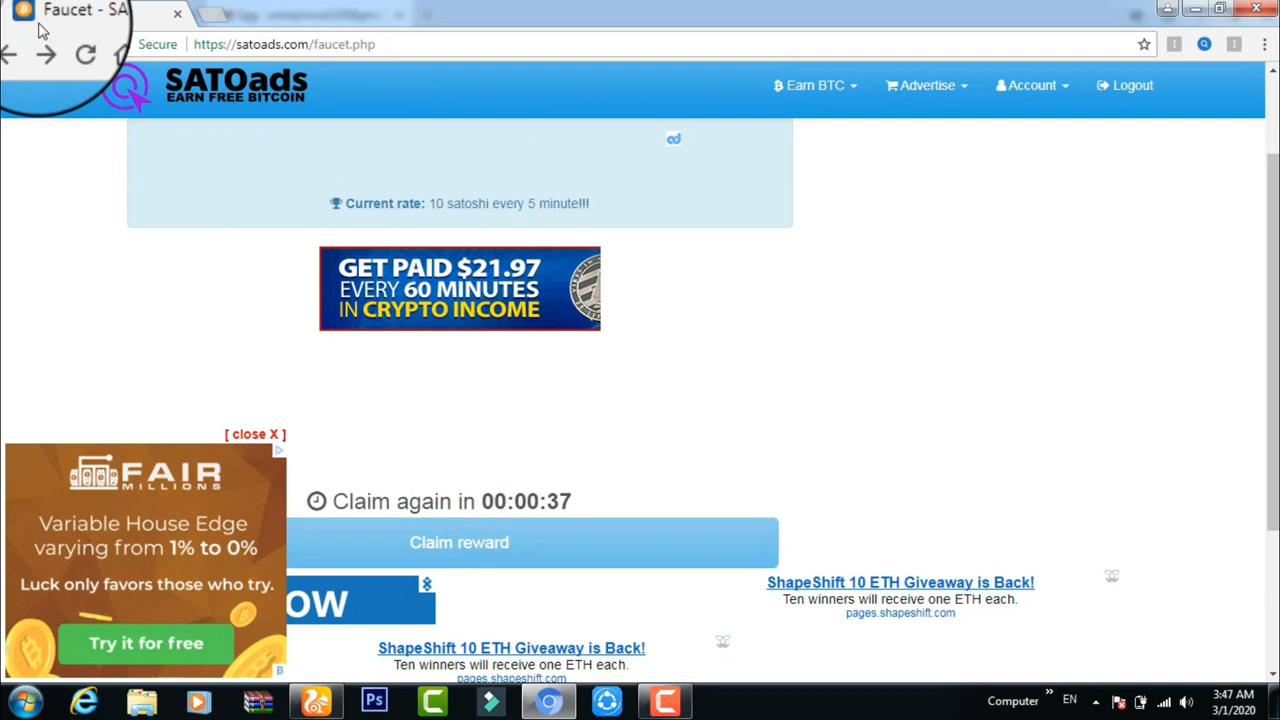 Faucet - SA
Secure
https://satoads.com/faucet.php
SATOads
EARN FREE BITCOIN
Earn BTC
Advertise
Account
Logout
Current rate: 10 satoshi every 5 minute!!!
GET PAID $21.97
EVERY 60 MINUTES
IN CRYPTO INCOME
[ close X ]
FAIR
MILLIONS
Variable House Edge
varying from 1% to 0%
Luck only favors those who try.
Try it for free
Claim again in 00:00:37
Claim reward
OW
ShapeShift 10 ETH Giveaway is Back!
Ten winners will receive one ETH each.
pages.shapeshift.com
ShapeShift 10 ETH Giveaway is Back!
Ten winners will receive one ETH each.
pages.shapeshift.com
Ps
Computer
EN
3:47 AM
3/1/2020